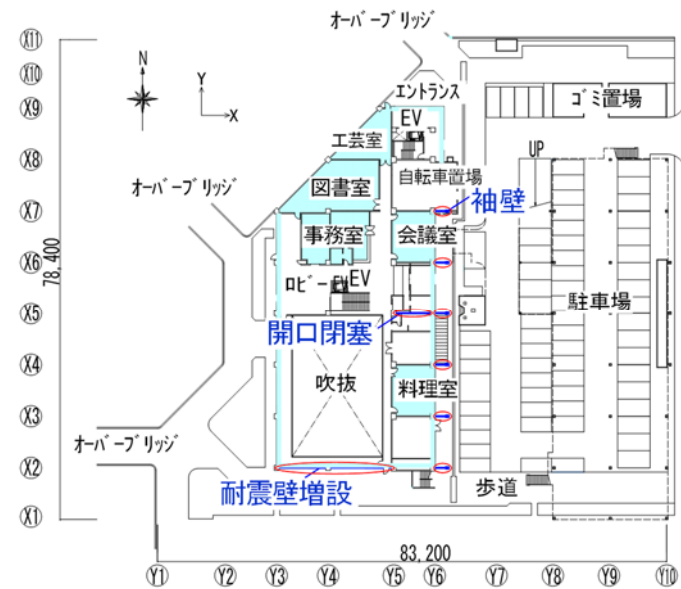 オーバーブリッジ
X11
X10
X9
X8
X7
X6
X5
X4
X3
X2
X1
N
Y
X
エントランス
EV
工芸室
ゴミ置場
UP
オーバーブリッジ
図書室
自転車置場
袖壁
事務室
会議室
78,400
ロビー
EV
EV
駐車場
開口閉塞
吹抜
料理室
オーバーブリッジ
耐震壁増設
歩道
83,200
Y1
Y2
Y3
Y4
Y5
Y6
Y7
Y8
Y9
Y10